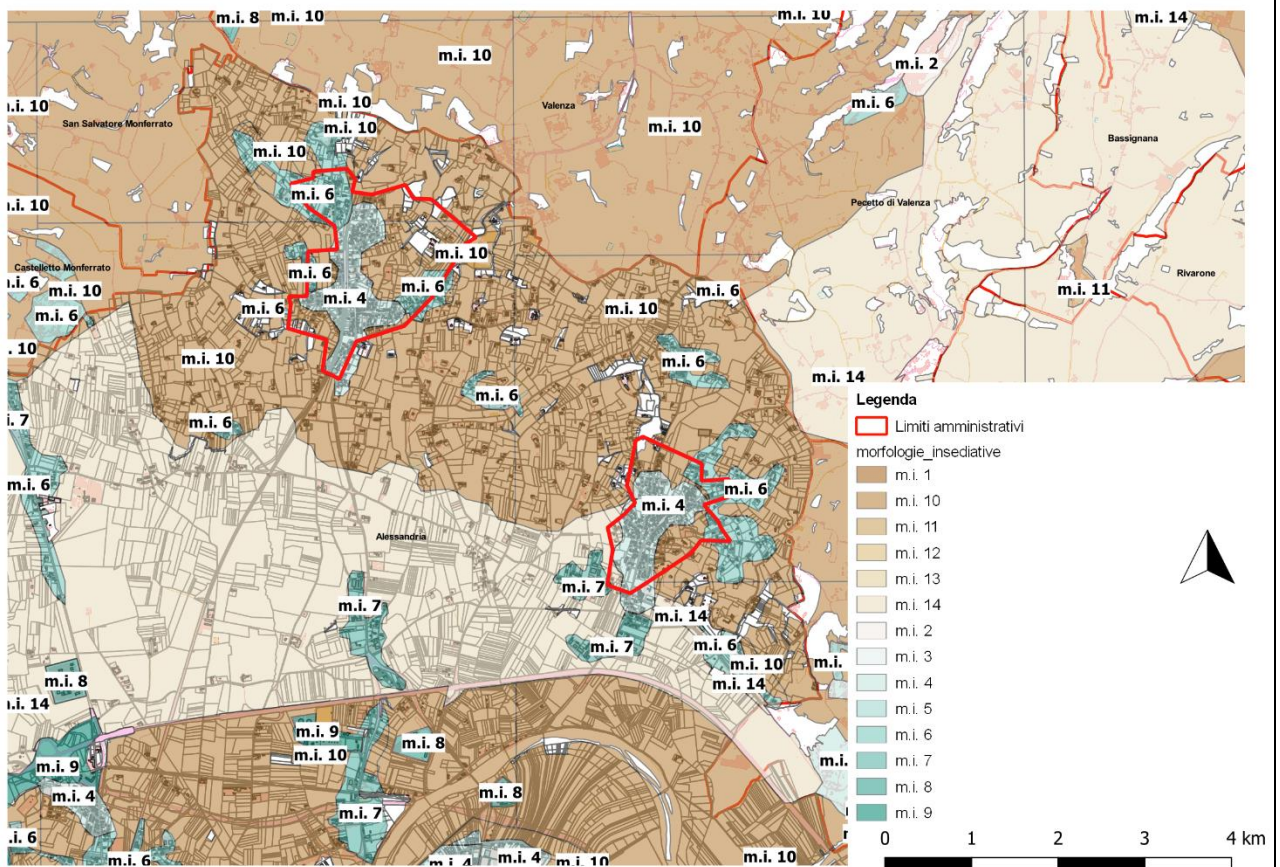 m.i. 8
m.i. 10
m.i. 10
m.i. 14
m.i. 10
m.i. 2
m.i. 10
m.i. 10
Valenza
m.i. 6
San Salvatore Monferrato
m.i. 10
m.i. 10
m.i. 10
Bassignana
m.i. 10
m.i. 6
Pecetto di Valenza
m.i. 10
m.i. 10
Castelletto Monferrato
m.i. 6
Rivarone
m.i. 10
m.i. 6
m.i. 4
m.i. 6
m.i. 6
m.i. 11
m.i. 6
m.i. 10
m.i. 10
m.i. 10
m.i. 6
m.i. 14
m.i. 6
m.i. 7
m.i. 6
m.i. 6
m.i. 6
m.i. 4
Alessandria
m.i. 7
m.i. 7
m.i. 14
m.i. 7
m.i. 6
m.i. 10
m.i. 8
m.i. 14
m.i. 14
m.i. 9
m.i. 10
m.i. 8
m.i. 9
m.i. 4
m.i. 8
m.i. 7
m.i. 6
m.i. 6
m.i. 4
m.i. 4
m.i. 10
Legenda
Limiti amministrativi
morfologie_insediative
m.i. 1
m.i. 10
m.i. 11
m.i. 12
m.i. 13
m.i. 14
m.i. 2
m.i. 3
m.i. 4
m.i. 5
m.i. 6
m.i. 7
m.i. 8
m.i. 9
0 1 2 3 4 km